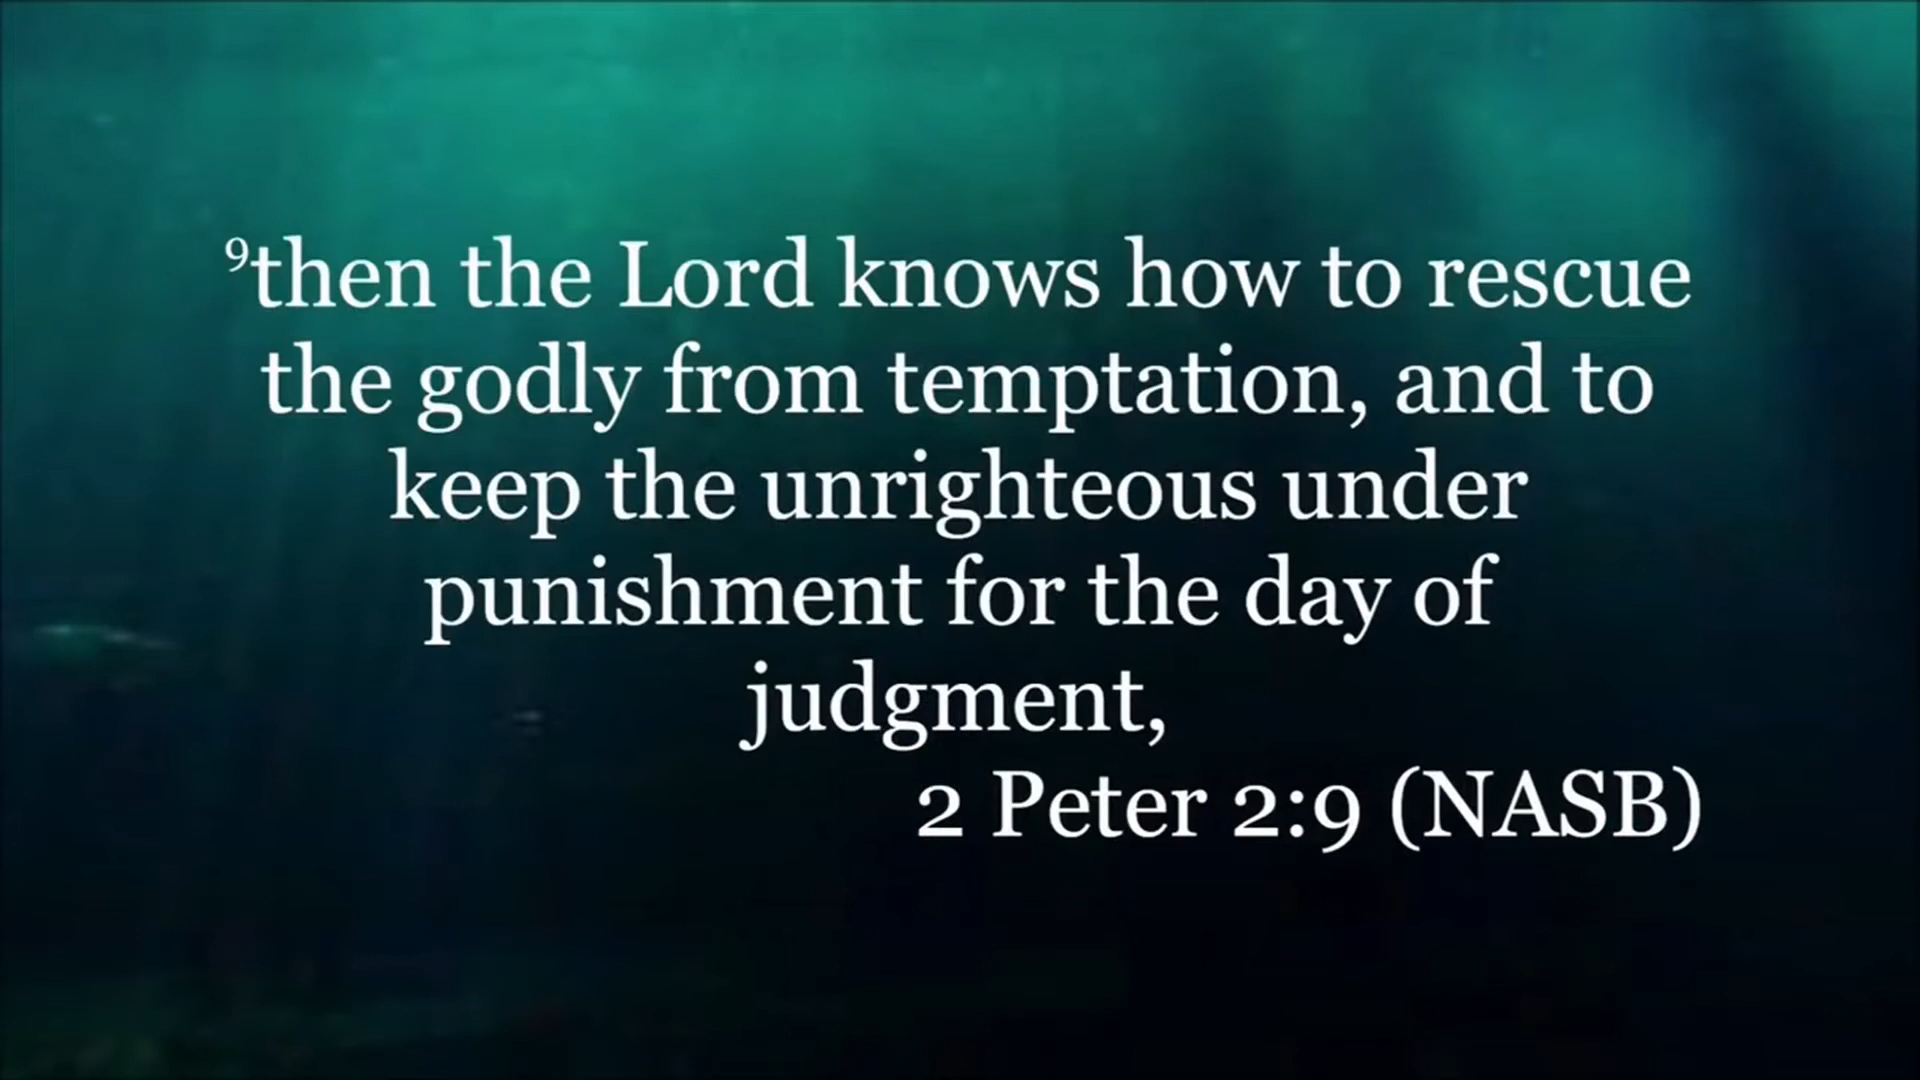 ⁹then the Lord knows how to rescue
the godly from temptation, and to
keep the unrighteous under
punishment for the day of
judgment,
2 Peter 2:9 (NASB)